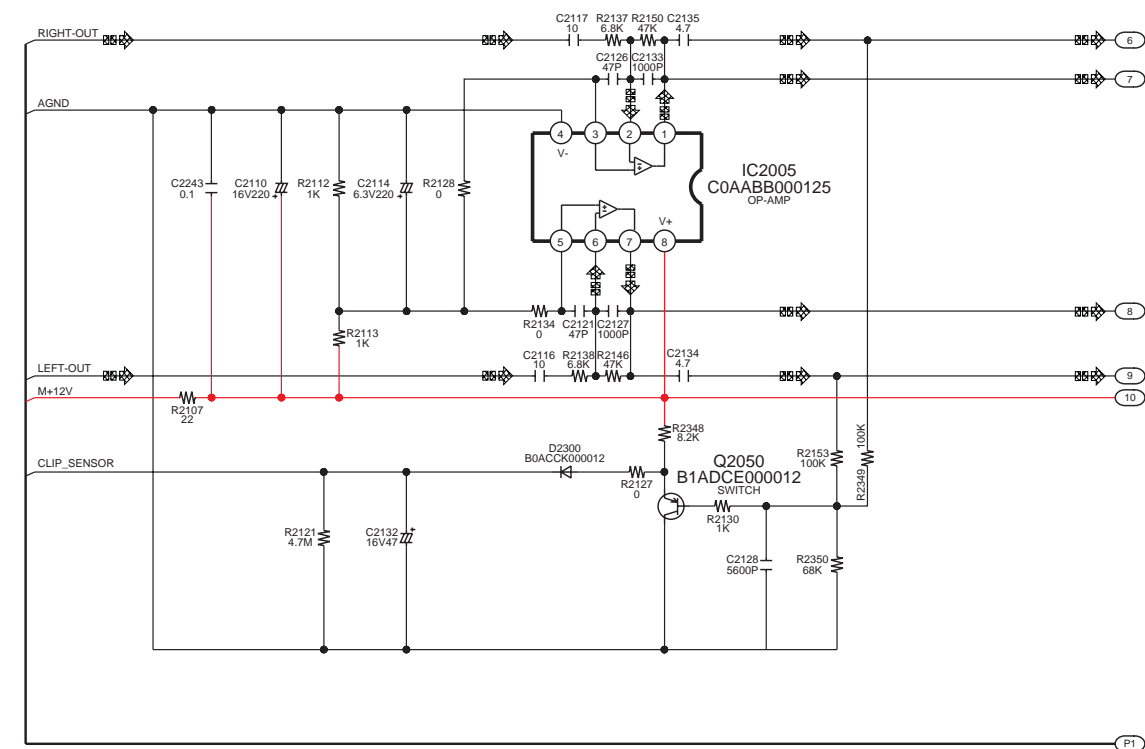 C2117 R2137 R2150 C2135
10 6.8K 47K 4.7
RIGHT-OUT
6
C2126 C2133
47P 1000P
7
AGND
4 3 2 1
V-
IC2005
C0AABB000125
OP-AMP
C2243
0.1
C2110
16V220
+
R2112
1K
C2114
6.3V220
+
R2128
0
V+
5 6 7 8
8
R2134
0
C2121
47P
C2127
1000P
R2113
1K
C2116 R2138 R2146 C2134
10 6.8K 47K 4.7
LEFT-OUT
9
M+12V
10
R2107
22
R2348
8.2K
CLIP_SENSOR
D2300
B0ACCK000012
R2127
0
Q2050
B1ADCE000012
SWITCH
R2153
100K
R2349 100K
R2130
1K
R2121
4.7M
C2132
16V47
+
C2128
5600P
R2350
68K
P1